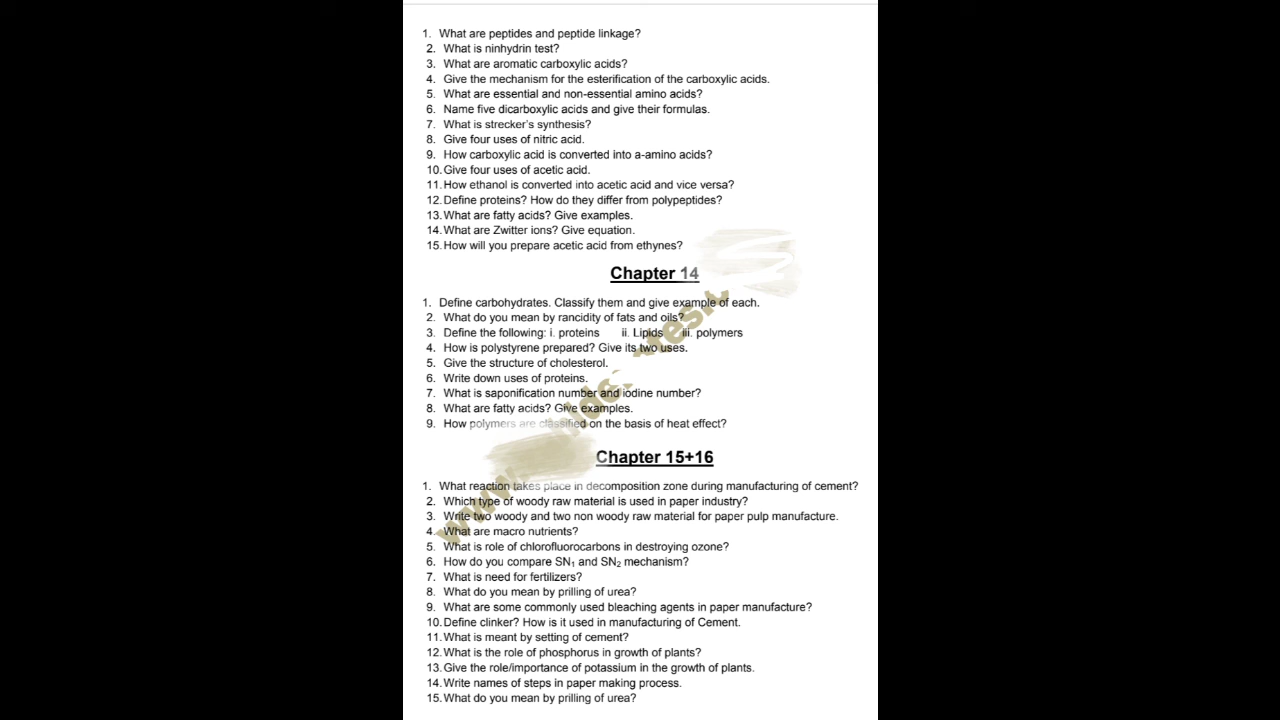 1. What are peptides and peptide linkage?
2. What is ninhydrin test?
3. What are aromatic carboxylic acids?
4. Give the mechanism for the esterification of the carboxylic acids.
5. What are essential and non-essential amino acids?
6. Name five dicarboxylic acids and give their formulas.
7. What is strecker's synthesis?
8. Give four uses of nitric acid.
9. How carboxylic acid is converted into a-amino acids?
10. Give four uses of acetic acid.
11. How ethanol is converted into acetic acid and vice versa?
12. Define proteins? How do they differ from polypeptides?
13. What are fatty acids? Give examples.
14. What are Zwitter ions? Give equation.
15. How will you prepare acetic acid from ethynes?
Chapter 14
1. Define carbohydrates. Classify them and give example of each.
2. What do you mean by rancidity of fats and oils?
3. Define the following: i. proteins ii. Lipids iii. polymers
4. How is polystyrene prepared? Give its two uses.
5. Give the structure of cholesterol.
6. Write down uses of proteins.
7. What is saponification number and iodine number?
8. What are fatty acids? Give examples.
9. How polymers are classified on the basis of heat effect?
Chapter 15+16
1. What reaction takes place in decomposition zone during manufacturing of cement?
2. Which type of woody raw material is used in paper industry?
3. Write two woody and two non woody raw material for paper pulp manufacture.
4. What are macro nutrients?
5. What is role of chlorofluorocarbons in destroying ozone?
6. How do you compare SN₁ and SN₂ mechanism?
7. What is need for fertilizers?
8. What do you mean by prilling of urea?
9. What are some commonly used bleaching agents in paper manufacture?
10. Define clinker? How is it used in manufacturing of Cement.
11. What is meant by setting of cement?
12. What is the role of phosphorus in growth of plants?
13. Give the role/importance of potassium in the growth of plants.
14. Write names of steps in paper making process.
15. What do you mean by prilling of urea?
www.